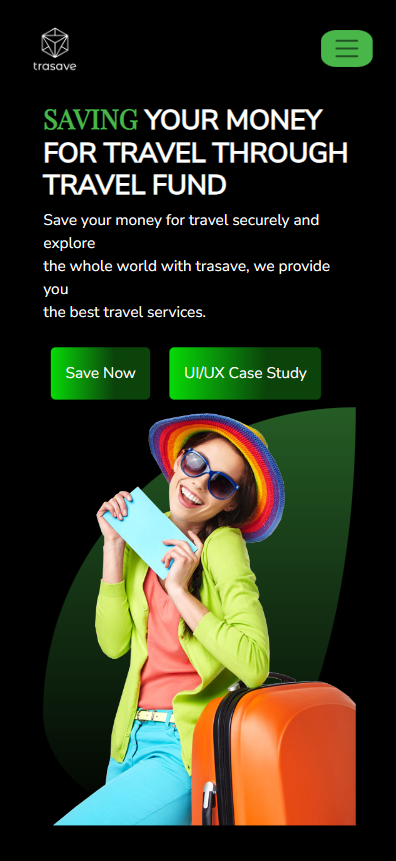 trasave
SAVING YOUR MONEY
FOR TRAVEL THROUGH
TRAVEL FUND
Save your money for travel securely and
explore
the whole world with trasave, we provide
you
the best travel services.
Save Now
UI/UX Case Study